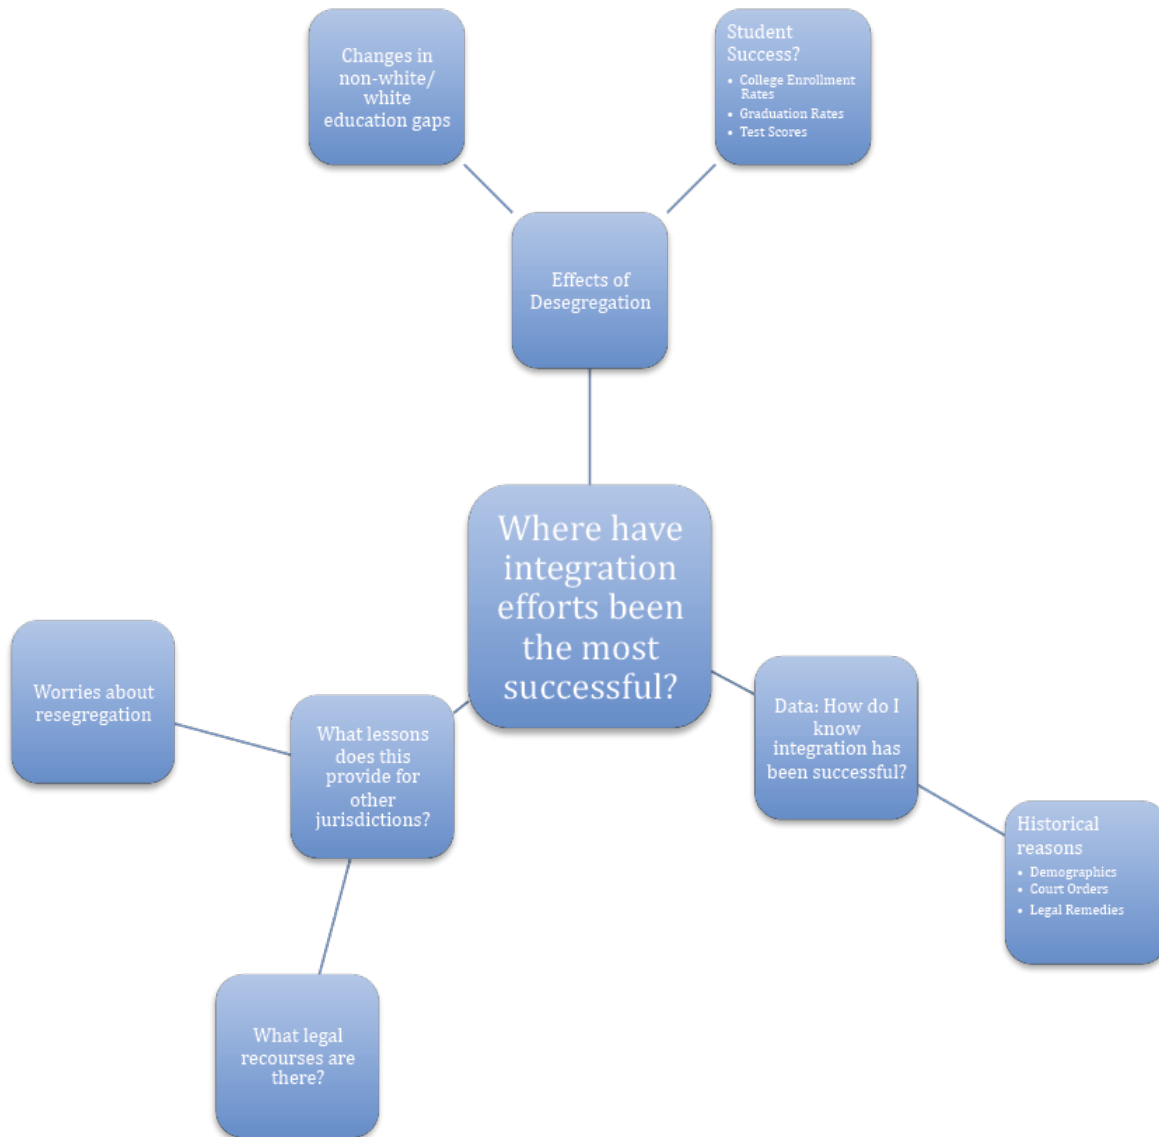 Changes in
non-white/
white
education gaps
Student
Success?
• College Enrollment
Rates
• Graduation Rates
• Test Scores
Effects of
Desegregation
Where have
integration
efforts been
the most
successful?
Worries about
resegregation
What lessons
does this
provide for
other
jurisdictions?
Data: How do I
know
integration has
been successful?
Historical
reasons
• Demographics
• Court Orders
• Legal Remedies
What legal
recourses are
there?